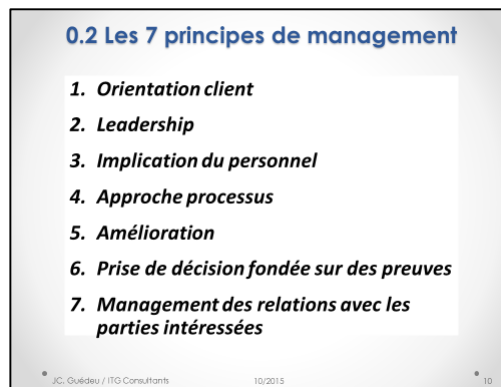 0.2 Les 7 principes de management
1. Orientation client
2. Leadership
3. Implication du personnel
4. Approche processus
5. Amélioration
6. Prise de décision fondée sur des preuves
7. Management des relations avec les
parties intéressées
JC. Guédeu / ITG Consultants 10/2015 10